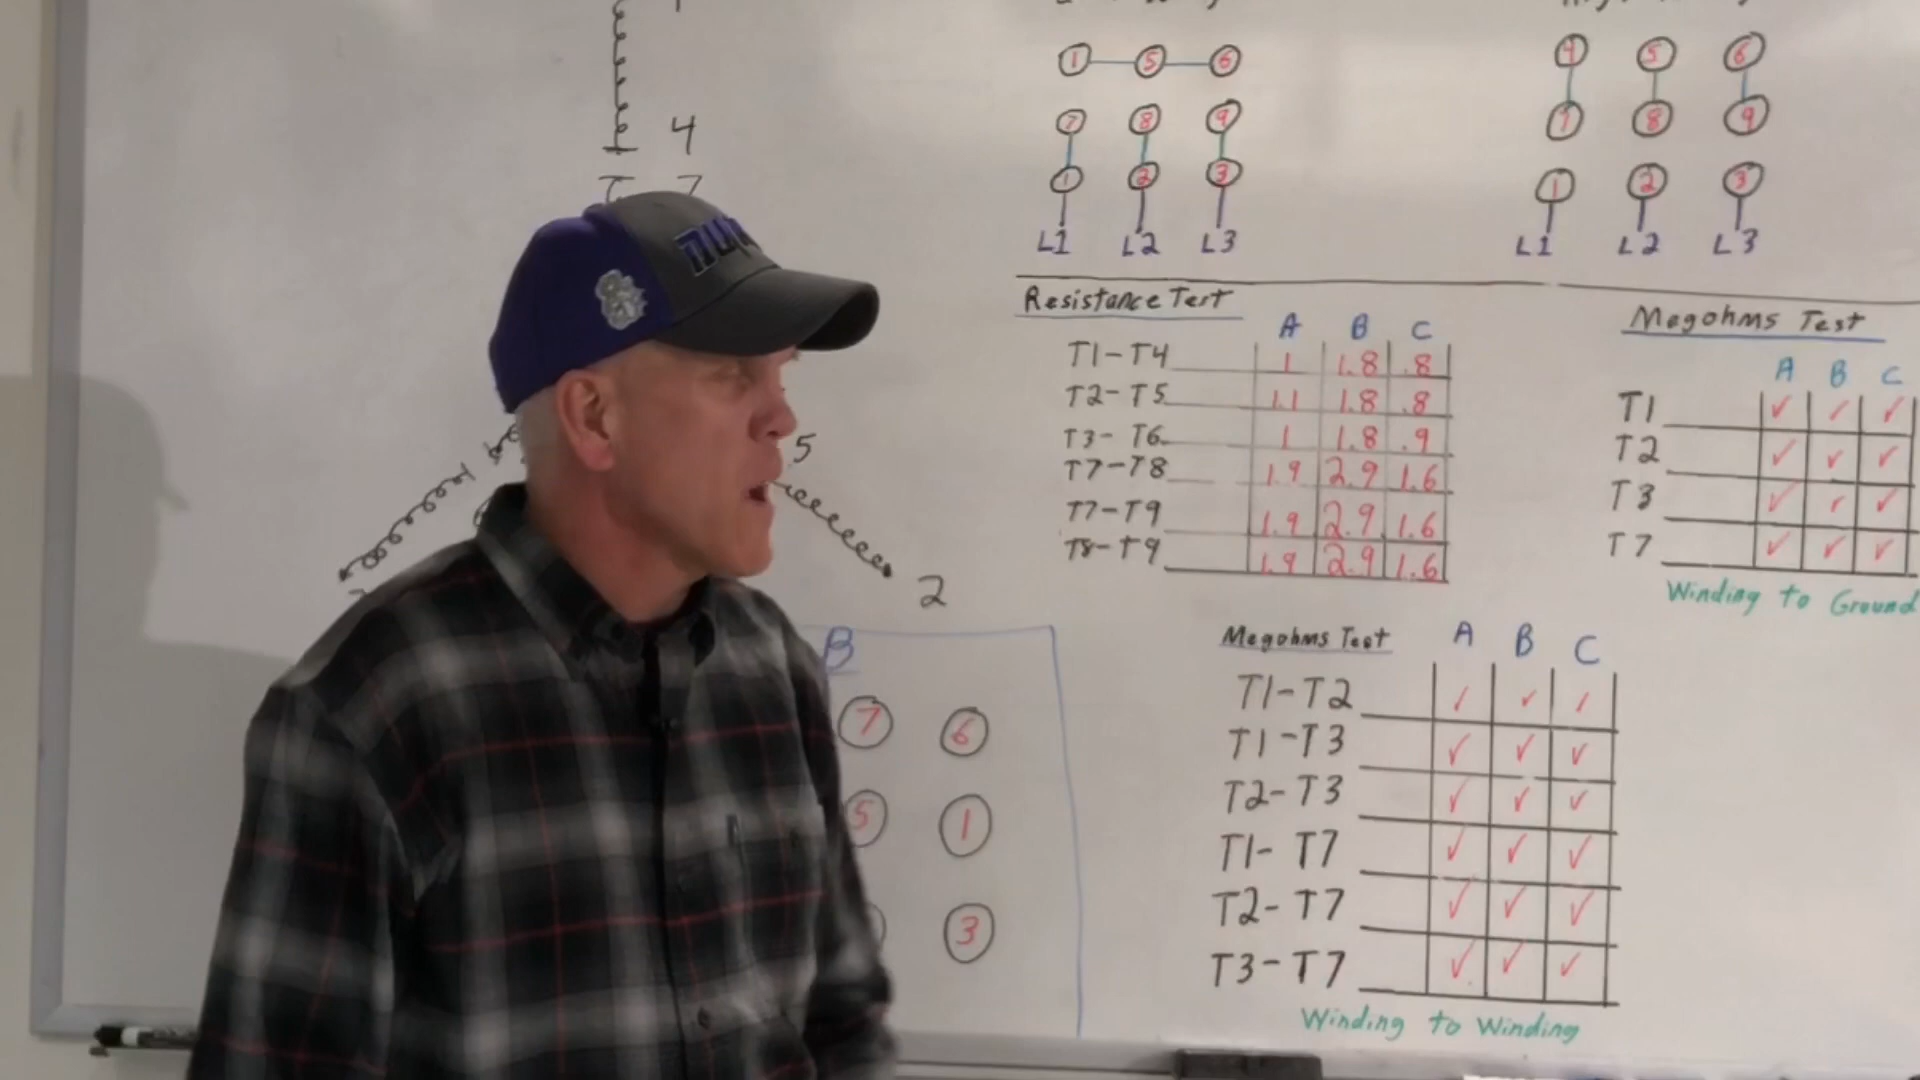 4
7
5
2
1 5 6
7 8 9
1 2 3
L1 L2 L3
4 5 6
7 8 9
1 2 3
L1 L2 L3
Resistance Test
A B C
T1-T4 1 1.8 .8
T2-T5 1.1 1.8 .8
T3-T6 1 1.8 .9
T7-T8 1.9 2.9 1.6
T7-T9 1.9 2.9 1.6
T8-T9 1.9 2.9 1.6
Megohms Test
A B C
T1 ✓ ✓ ✓
T2 ✓ ✓ ✓
T3 ✓ ✓ ✓
T7 ✓ ✓ ✓
Winding to Ground
B
7 6
5 1
3
Megohms Test
A B C
T1-T2 ✓ ✓ ✓
T1-T3 ✓ ✓ ✓
T2-T3 ✓ ✓ ✓
T1-T7 ✓ ✓ ✓
T2-T7 ✓ ✓ ✓
T3-T7 ✓ ✓ ✓
Winding to Winding